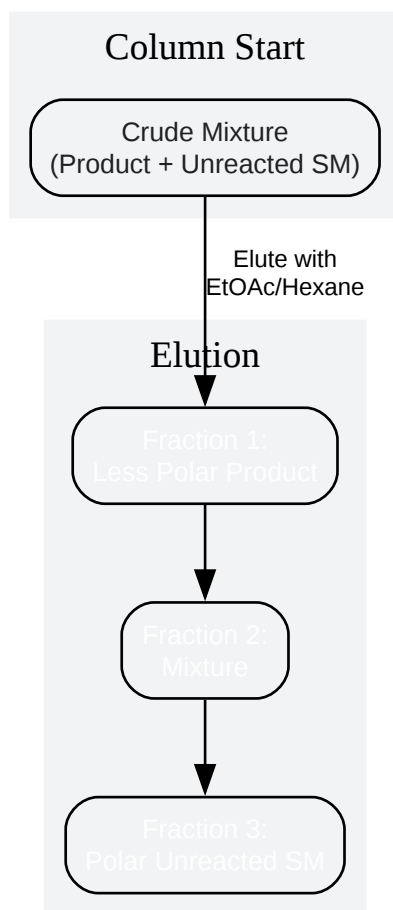 Column Start
Crude Mixture
(Product + Unreacted SM)
Elute with
EtOAc/Hexane
Elution
Fraction 1:
Less Polar Product
Fraction 2:
Mixture
Fraction 3:
Polar Unreacted SM